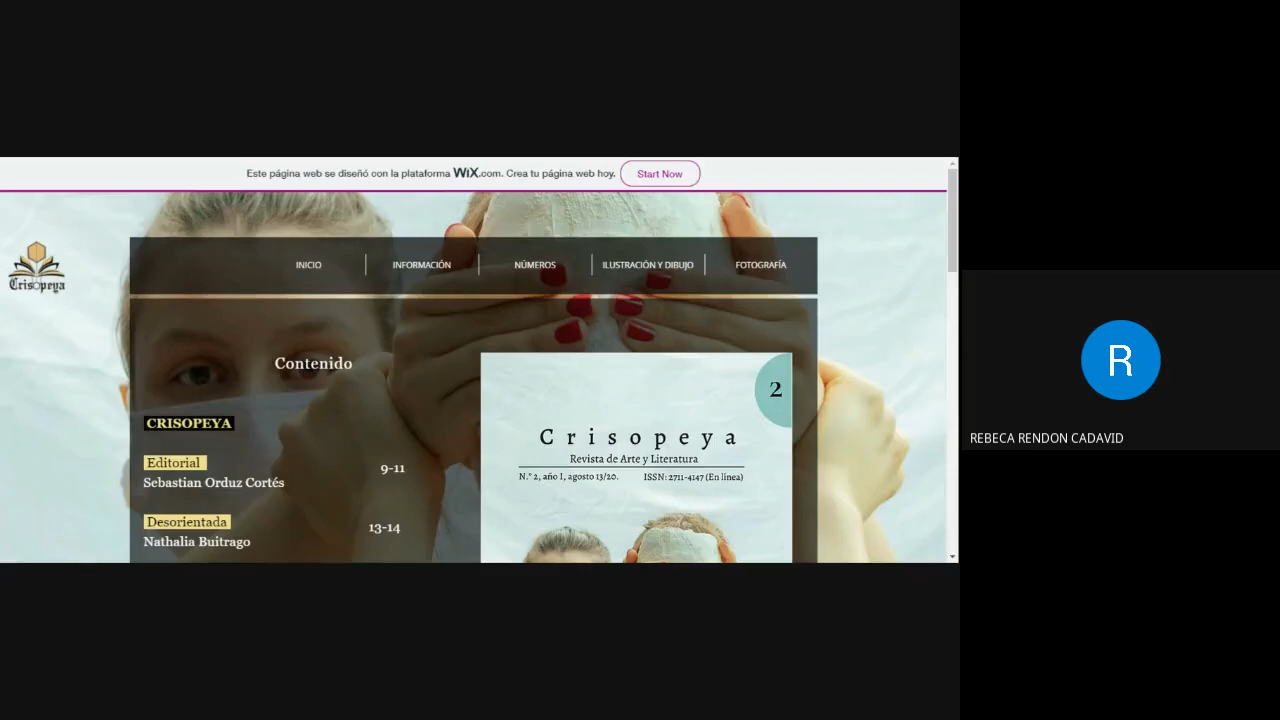 Este página web se diseñó con la plataforma WiX.com. Crea tu página web hoy. Start Now
Crisopeya
INICIO INFORMACIÓN NÚMEROS ILUSTRACIÓN Y DIBUJO FOTOGRAFÍA
Contenido
CRISOPEYA
Editorial 9-11
Sebastian Orduz Cortés
Desorientada 13-14
Nathalia Buitrago
2
Crisopeya
Revista de Arte y Literatura
N.° 2, año I, agosto 13/20. ISSN: 2711-4147 (En línea)
R
REBECA RENDON CADAVID